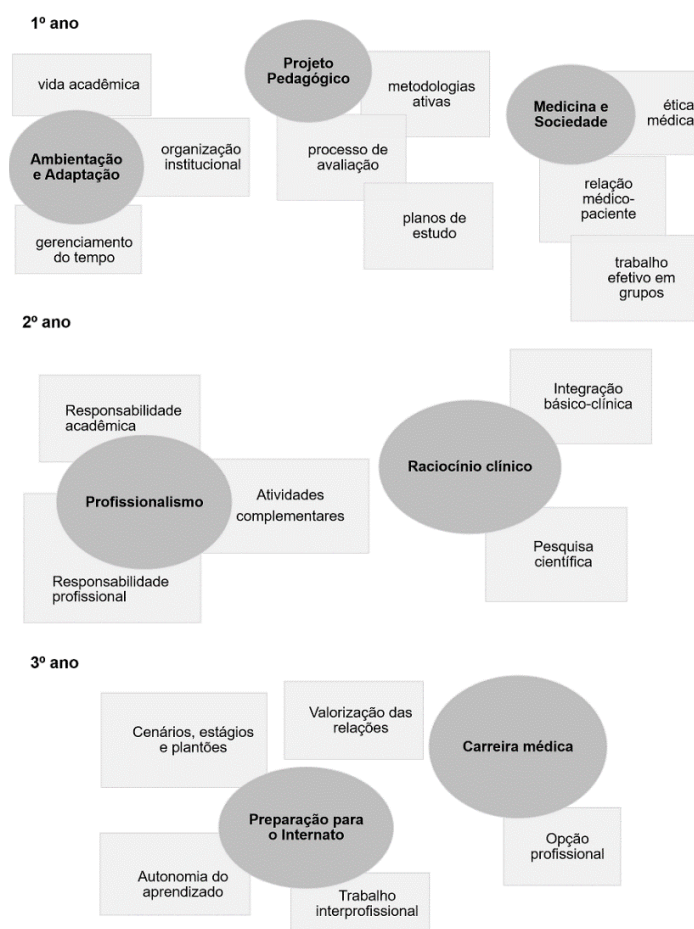 1º ano
vida acadêmica
Ambientação
e Adaptação
organização
institucional
gerenciamento
do tempo
Projeto
Pedagógico
metodologias
ativas
processo de
avaliação
planos de
estudo
Medicina e
Sociedade
ética
médica
relação
médico-
paciente
trabalho
efetivo em
grupos
2º ano
Responsabilidade
acadêmica
Profissionalismo
Atividades
complementares
Responsabilidade
profissional
Raciocínio clínico
Integração
básico-clínica
Pesquisa
científica
3º ano
Cenários, estágios
e plantões
Valorização das
relações
Preparação para
o Internato
Autonomia do
aprendizado
Trabalho
interprofissional
Carreira médica
Opção
profissional